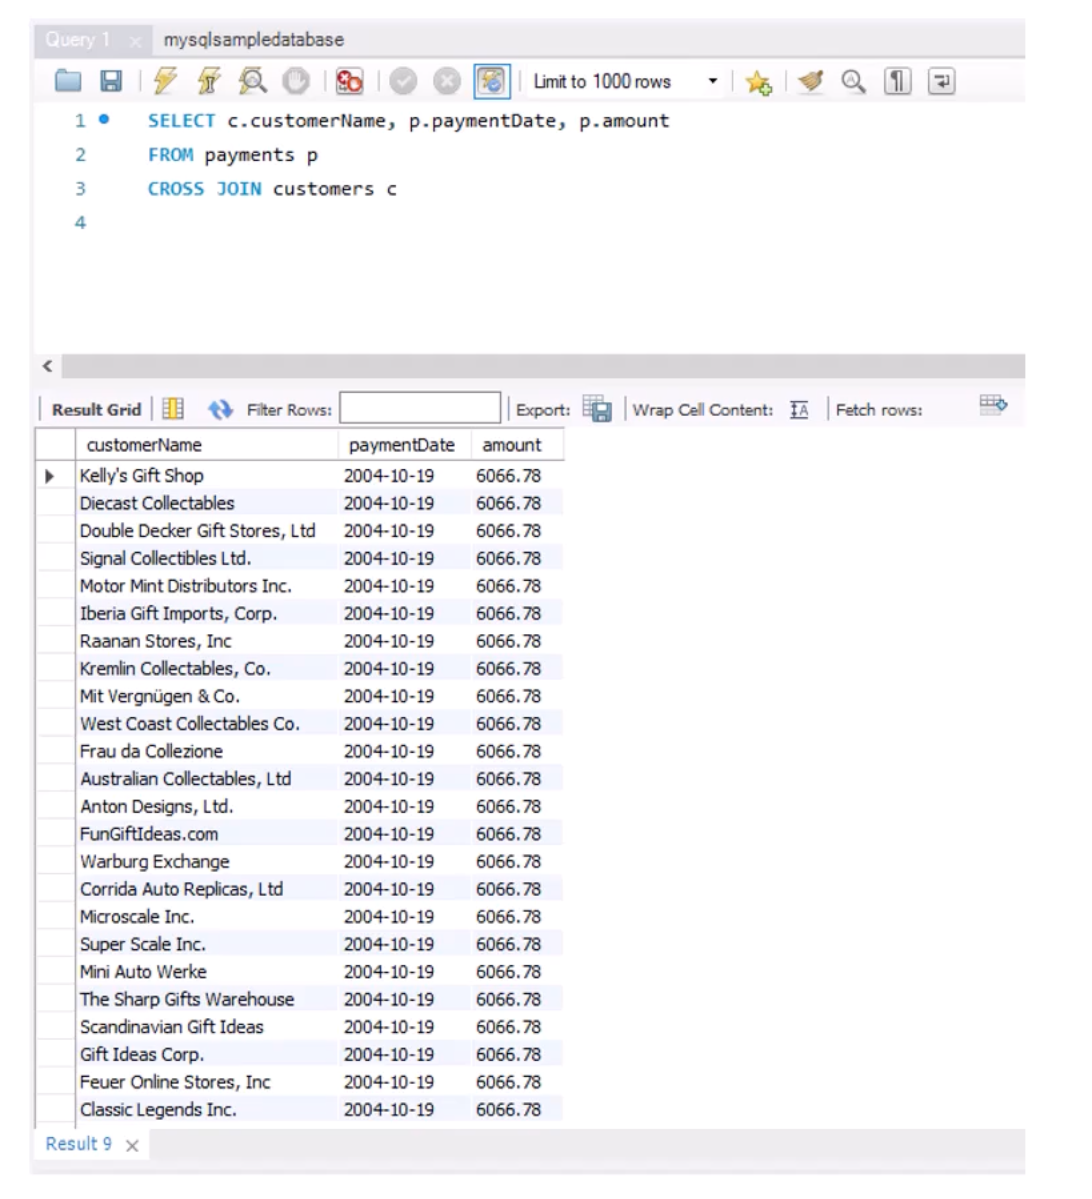 Query 1 × mysqlsampledatabase
Limit to 1000 rows
1 SELECT c.customerName, p.paymentDate, p.amount
2 FROM payments p
3 CROSS JOIN customers c
4
Result Grid Filter Rows: Export: Wrap Cell Content: IA Fetch rows:
customerName paymentDate amount
Kelly's Gift Shop 2004-10-19 6066.78
Diecast Collectables 2004-10-19 6066.78
Double Decker Gift Stores, Ltd 2004-10-19 6066.78
Signal Collectibles Ltd. 2004-10-19 6066.78
Motor Mint Distributors Inc. 2004-10-19 6066.78
Iberia Gift Imports, Corp. 2004-10-19 6066.78
Raanan Stores, Inc 2004-10-19 6066.78
Kremlin Collectables, Co. 2004-10-19 6066.78
Mit Vergnügen & Co. 2004-10-19 6066.78
West Coast Collectables Co. 2004-10-19 6066.78
Frau da Collezione 2004-10-19 6066.78
Australian Collectables, Ltd 2004-10-19 6066.78
Anton Designs, Ltd. 2004-10-19 6066.78
FunGiftIdeas.com 2004-10-19 6066.78
Warburg Exchange 2004-10-19 6066.78
Corrida Auto Replicas, Ltd 2004-10-19 6066.78
Microscale Inc. 2004-10-19 6066.78
Super Scale Inc. 2004-10-19 6066.78
Mini Auto Werke 2004-10-19 6066.78
The Sharp Gifts Warehouse 2004-10-19 6066.78
Scandinavian Gift Ideas 2004-10-19 6066.78
Gift Ideas Corp. 2004-10-19 6066.78
Feuer Online Stores, Inc 2004-10-19 6066.78
Classic Legends Inc. 2004-10-19 6066.78
Result 9 ×